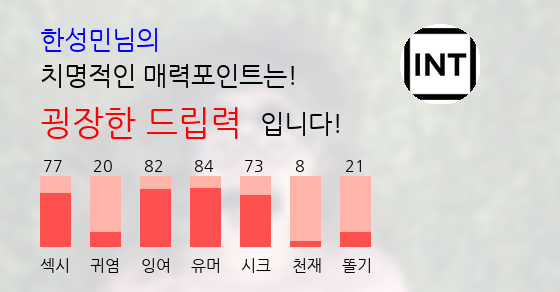 한성민님의
치명적인 매력포인트는!
굉장한 드립력 입니다!
INT
77 20 82 84 73 8 21
섹시 귀염 잉여 유머 시크 천재 똘기